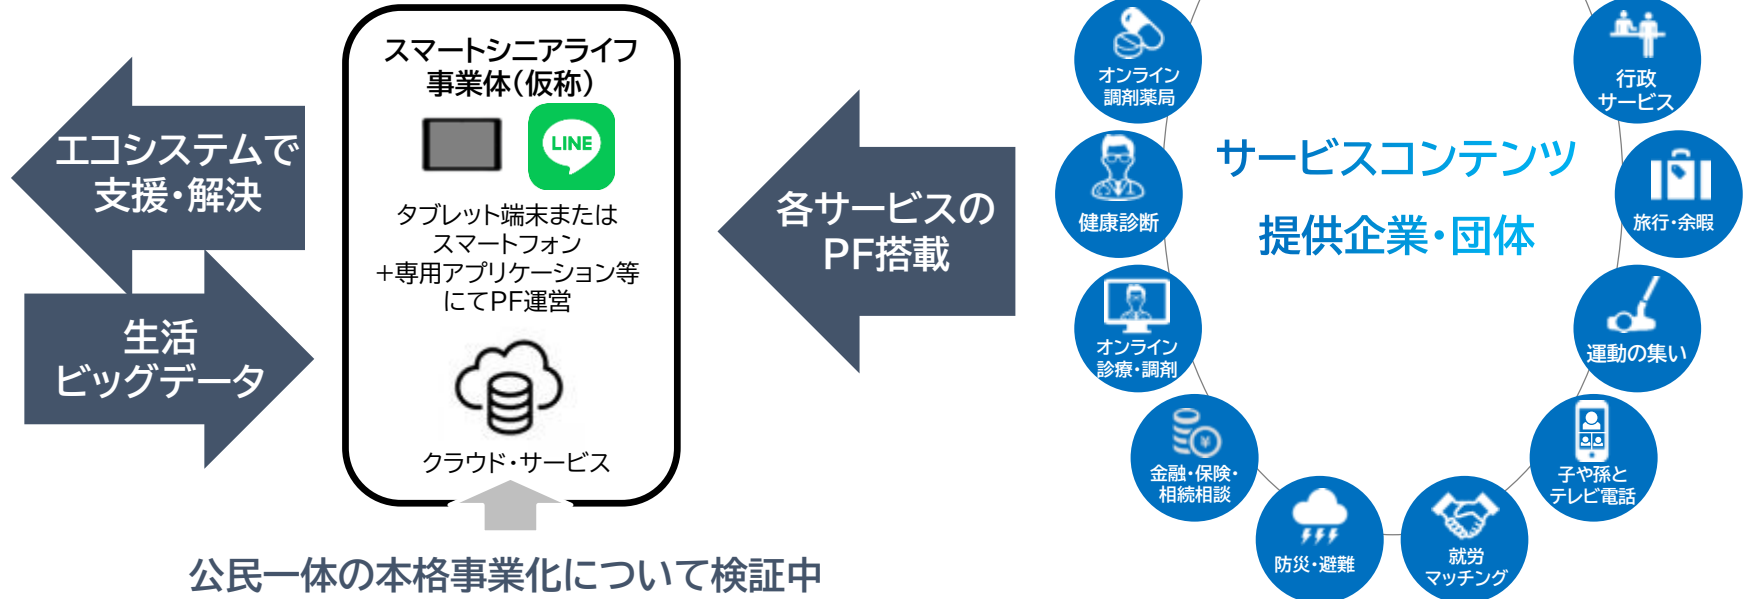 エコシステムで
支援・解決
生活
ビッグデータ
スマートシニアライフ
事業体(仮称)
LINE
タブレット端末または
スマートフォン
+専用アプリケーション等
にてPF運営
クラウド・サービス
公民一体の本格事業化について検証中
各サービスの
PF搭載
サービスコンテンツ
提供企業・団体
オンライン
調剤薬局
健康診断
オンライン
診療・調剤
金融・保険・
相続相談
¥
防災・避難
就労
マッチング
子や孫と
テレビ電話
運動の集い
旅行・余暇
行政
サービス